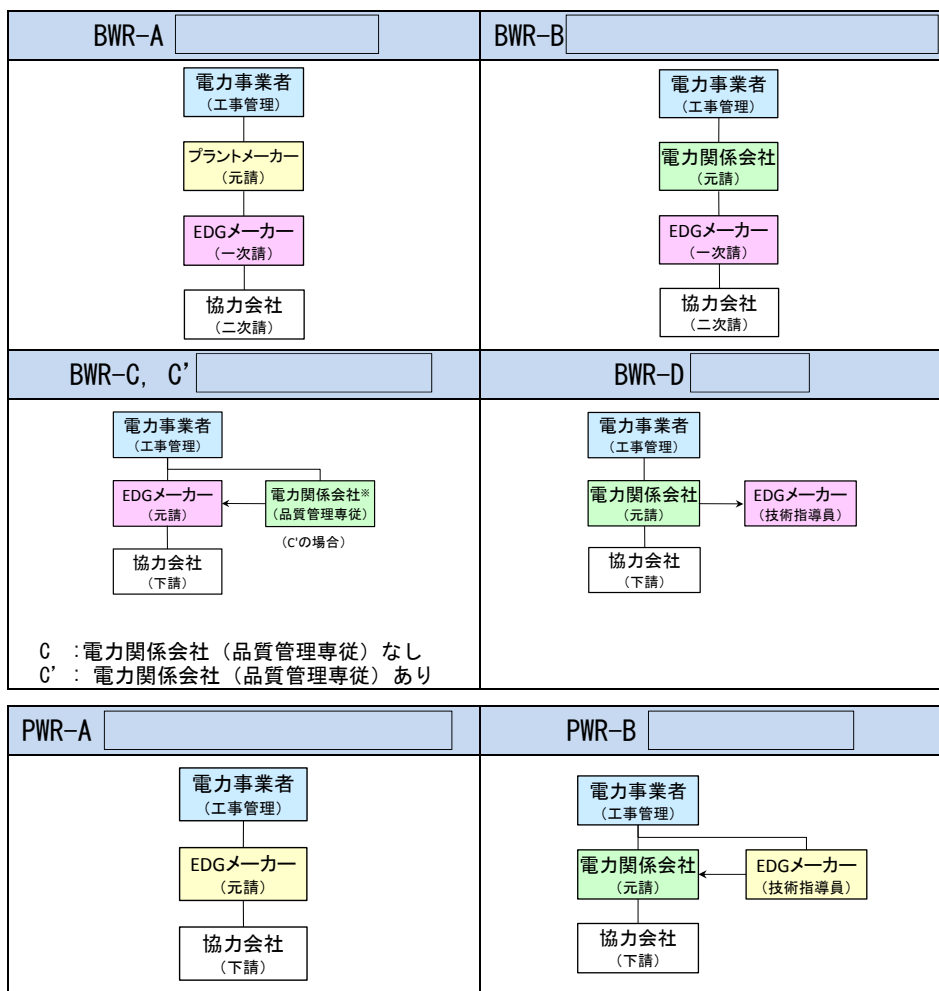 BWR-A
電力事業者
(工事管理)
プラントメーカー
(元請)
EDGメーカー
(一次請)
協力会社
(二次請)
BWR-B
電力事業者
(工事管理)
電力関係会社
(元請)
EDGメーカー
(一次請)
協力会社
(二次請)
BWR-C, C’
電力事業者
(工事管理)
EDGメーカー
(元請)
電力関係会社※
(品質管理専従)
(C'の場合)
協力会社
(下請)
C :電力関係会社(品質管理専従)なし
C’: 電力関係会社(品質管理専従)あり
BWR-D
電力事業者
(工事管理)
電力関係会社
(元請)
EDGメーカー
(技術指導員)
協力会社
(下請)
PWR-A
電力事業者
(工事管理)
EDGメーカー
(元請)
協力会社
(下請)
PWR-B
電力事業者
(工事管理)
電力関係会社
(元請)
EDGメーカー
(技術指導員)
協力会社
(下請)